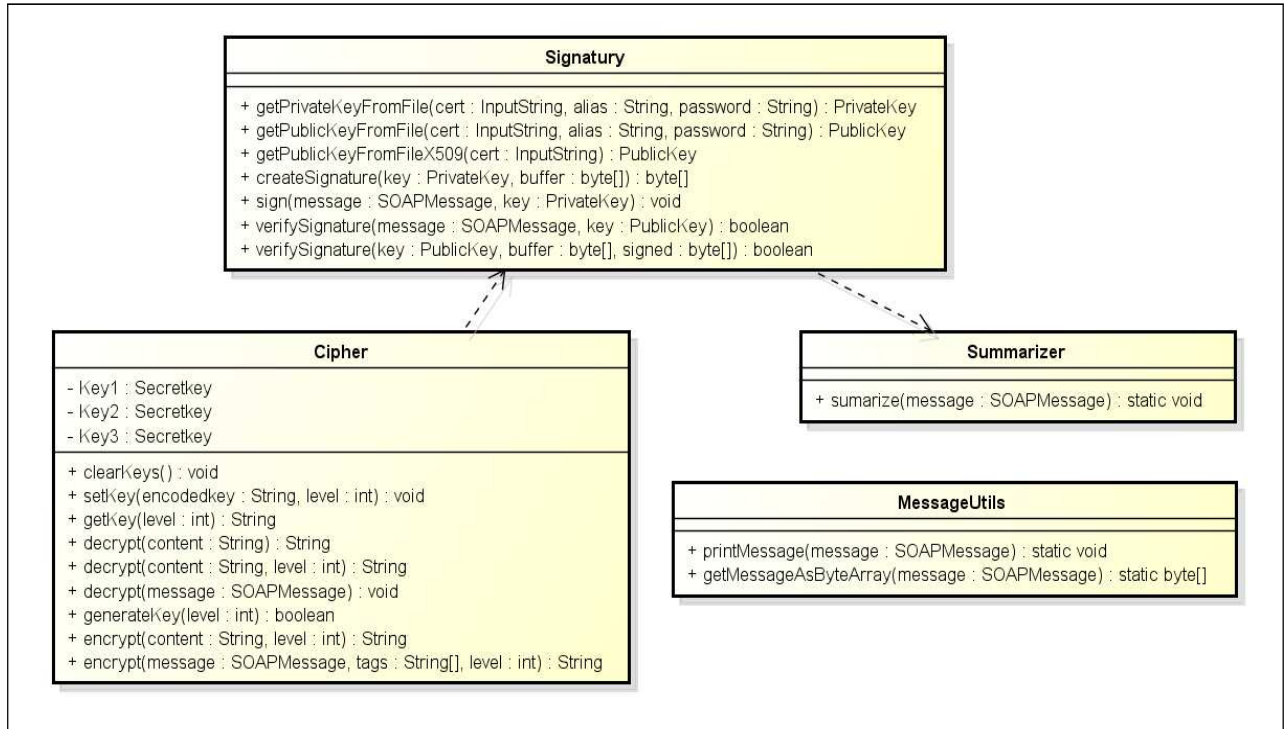 Signatury
+ getPrivateKeyFromFile(cert : InputString, alias : String, password : String) : PrivateKey
+ getPublicKeyFromFile(cert : InputString, alias : String, password : String) : PublicKey
+ getPublicKeyFromFileX509(cert : InputString) : PublicKey
+ createSignature(key : PrivateKey, buffer : byte[]) : byte[]
+ sign(message : SOAPMessage, key : PrivateKey) : void
+ verifySignature(message : SOAPMessage, key : PublicKey) : boolean
+ verifySignature(key : PublicKey, buffer : byte[], signed : byte[]) : boolean
Cipher
- Key1 : Secretkey
- Key2 : Secretkey
- Key3 : Secretkey
+ clearKeys() : void
+ setKey(encodedkey : String, level : int) : void
+ getKey(level : int) : String
+ decrypt(content : String) : String
+ decrypt(content : String, level : int) : String
+ decrypt(message : SOAPMessage) : void
+ generateKey(level : int) : boolean
+ encrypt(content : String, level : int) : String
+ encrypt(message : SOAPMessage, tags : String[], level : int) : String
Summarizer
+ sumarize(message : SOAPMessage) : static void
MessageUtils
+ printMessage(message : SOAPMessage) : static void
+ getMessageAsByteArray(message : SOAPMessage) : static byte[]